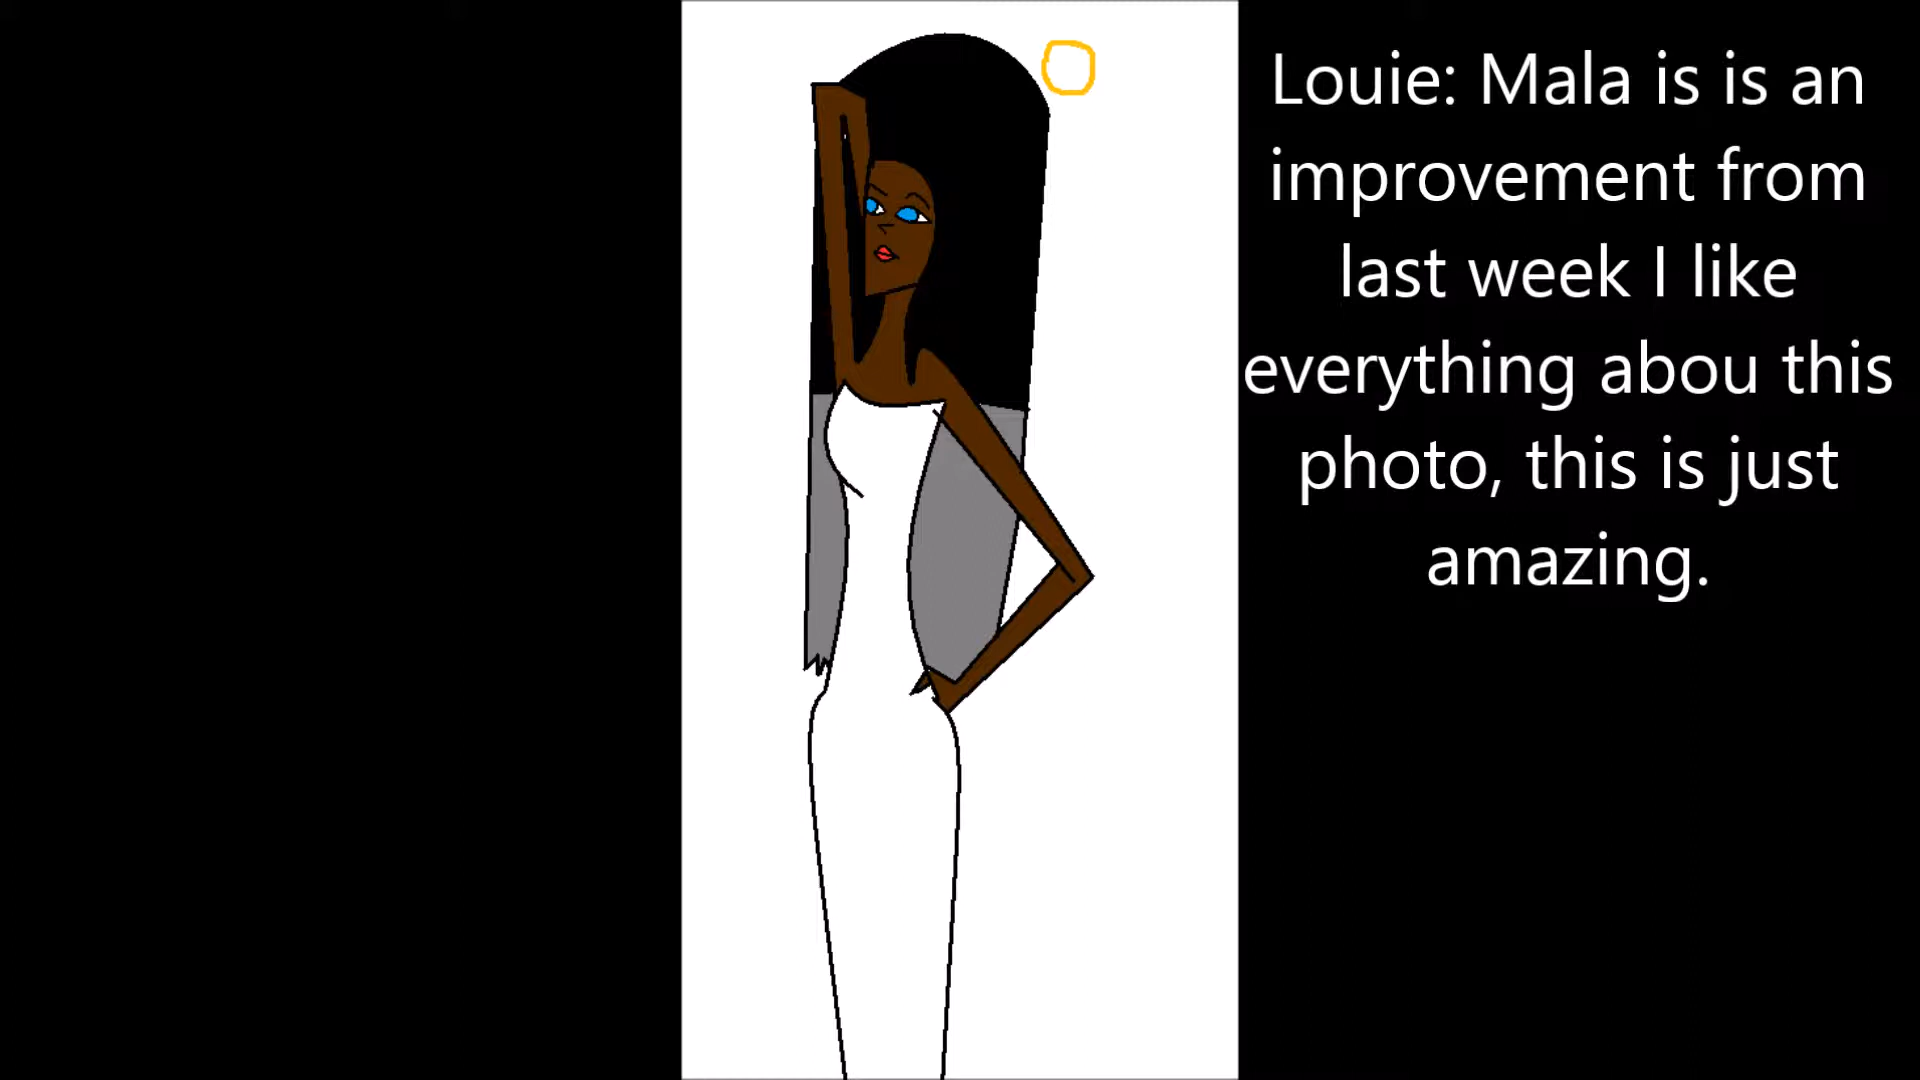 Louie: Mala is is an
improvement from
last week I like
everything abou this
photo, this is just
amazing.